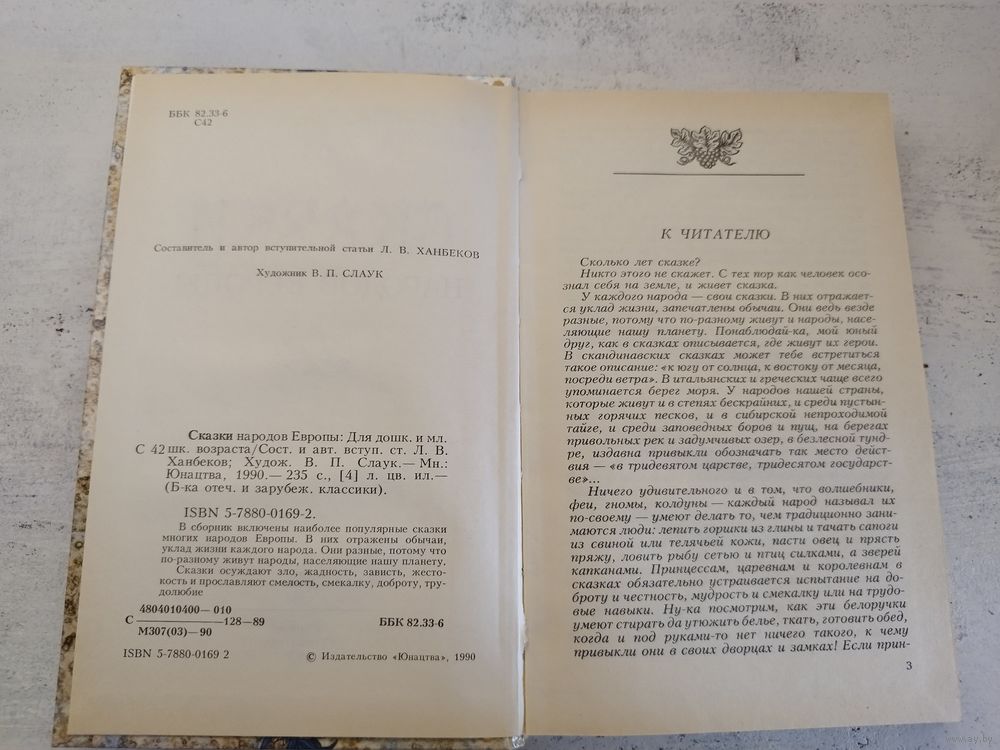 ББК 82.33-6
С42
Составитель и автор вступительной статьи Л. В. ХАНБЕКОВ
Художник В. П. СЛАУК
Сказки народов Европы: Для дошк. и мл.
С 42 шк. возраста/Сост. и авт. вступ. ст. Л. В.
Ханбеков; Худож. В. П. Слаук.— Мн.:
Юнацтва, 1990.— 235 с., [4] л. цв. ил.—
(Б-ка отеч. и зарубеж. классики).
ISBN 5-7880-0169-2.
В сборник включены наиболее популярные сказки
многих народов Европы. В них отражены обычаи,
уклад жизни каждого народа. Они разные, потому что
по-разному живут народы, населяющие нашу планету.
Сказки осуждают зло, жадность, зависть, жесто-
кость и прославляют смелость, смекалку, доброту, тру-
долюбие
4804010400— 010
С ———— 128—89
М307(03)—90
ББК 82.33-6
ISBN 5-7880-0169 2
© Издательство «Юнацтва», 1990
К ЧИТАТЕЛЮ
Сколько лет сказке?
Никто этого не скажет. С тех пор как человек осо-
знал себя на земле, и живет сказка.
У каждого народа — свои сказки. В них отражает-
ся уклад жизни, запечатлены обычаи. Они ведь везде
разные, потому что по-разному живут и народы, насе-
ляющие нашу планету. Понаблюдай-ка, мой юный
друг, как в сказках описывается, где живут их герои.
В скандинавских сказках может тебе встретиться
такое описание: «к югу от солнца, к востоку от месяца,
посреди ветра». В итальянских и греческих чаще всего
упоминается берег моря. У народов нашей страны,
которые живут и в степях бескрайних, и среди пустын-
ных горячих песков, и в сибирской непроходимой
тайге, и среди заповедных боров и пущ, на берегах
привольных рек и задумчивых озер, в безлесной тунд-
ре, издавна привыкли обозначать так место дейст-
вия — «в тридевятом царстве, тридесятом государст-
ве»...
Ничего удивительного и в том, что волшебники,
феи, гномы, колдуны — каждый народ называл их
по-своему — умеют делать то, чем традиционно зани-
маются люди: лепить горшки из глины и тачать сапоги
из свиной или телячьей кожи, пасти овец и прясть
пряжу, ловить рыбу сетью и птиц силками, а зверей
капканами. Принцессам, царевнам и королевнам в
сказках обязательно устраивается испытание на до-
броту и честность, мудрость и смекалку или на трудо-
вые навыки. Ну-ка посмотрим, как эти белоручки
умеют стирать да утюжить белье, ткать, готовить обед,
когда и под руками-то нет ничего такого, к чему
привыкли они в своих дворцах и замках! Если прин-
3
www.ay.by